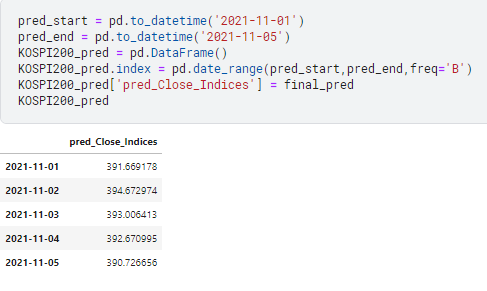 pred_start = pd.to_datetime('2021-11-01')
pred_end = pd.to_datetime('2021-11-05')
KOSPI200_pred = pd.DataFrame()
KOSPI200_pred.index = pd.date_range(pred_start,pred_end,freq='B')
KOSPI200_pred['pred_Close_Indices'] = final_pred
KOSPI200_pred
pred_Close_Indices
2021-11-01 391.669178
2021-11-02 394.672974
2021-11-03 393.006413
2021-11-04 392.670995
2021-11-05 390.726656